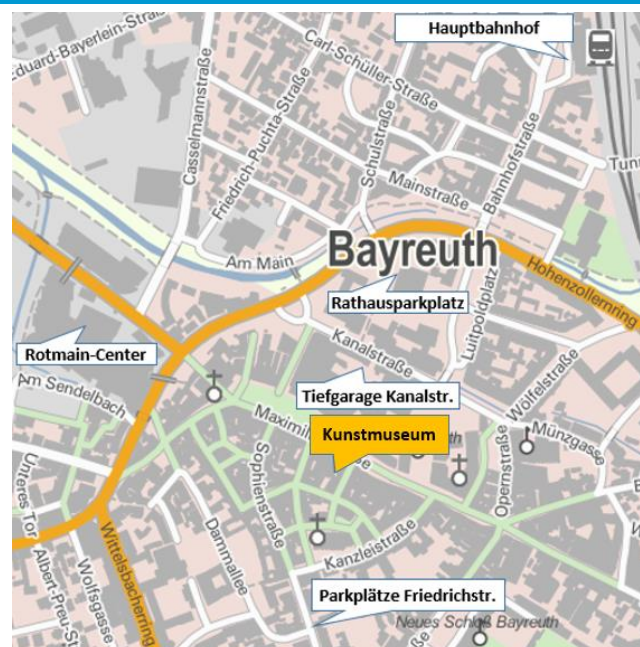 Hauptbahnhof
Eduard-Bayerlein-Straße
Carl-Schüller-Straße
Casselmannstraße
Friedrich-Puchta-Straße
Schulstraße
Mainstraße
Bahnhofstraße
Tunn
Am Main
Bayreuth
Hohenzollernring
Rathausparkplatz
Luitpoldplatz
Rotmain-Center
Kanalstraße
Am Sendelbach
Tiefgarage Kanalstr.
Wölfelstraße
Kunstmuseum
Münzgasse
Sophienstraße
Opernstraße
Unteres Tor
Dammallee
Kanzleistraße
Wittelsbacherring
Wolfsgasse
Albert-Preu-St
Parkplätze Friedrichstr.
Neues Schloß Bayreuth